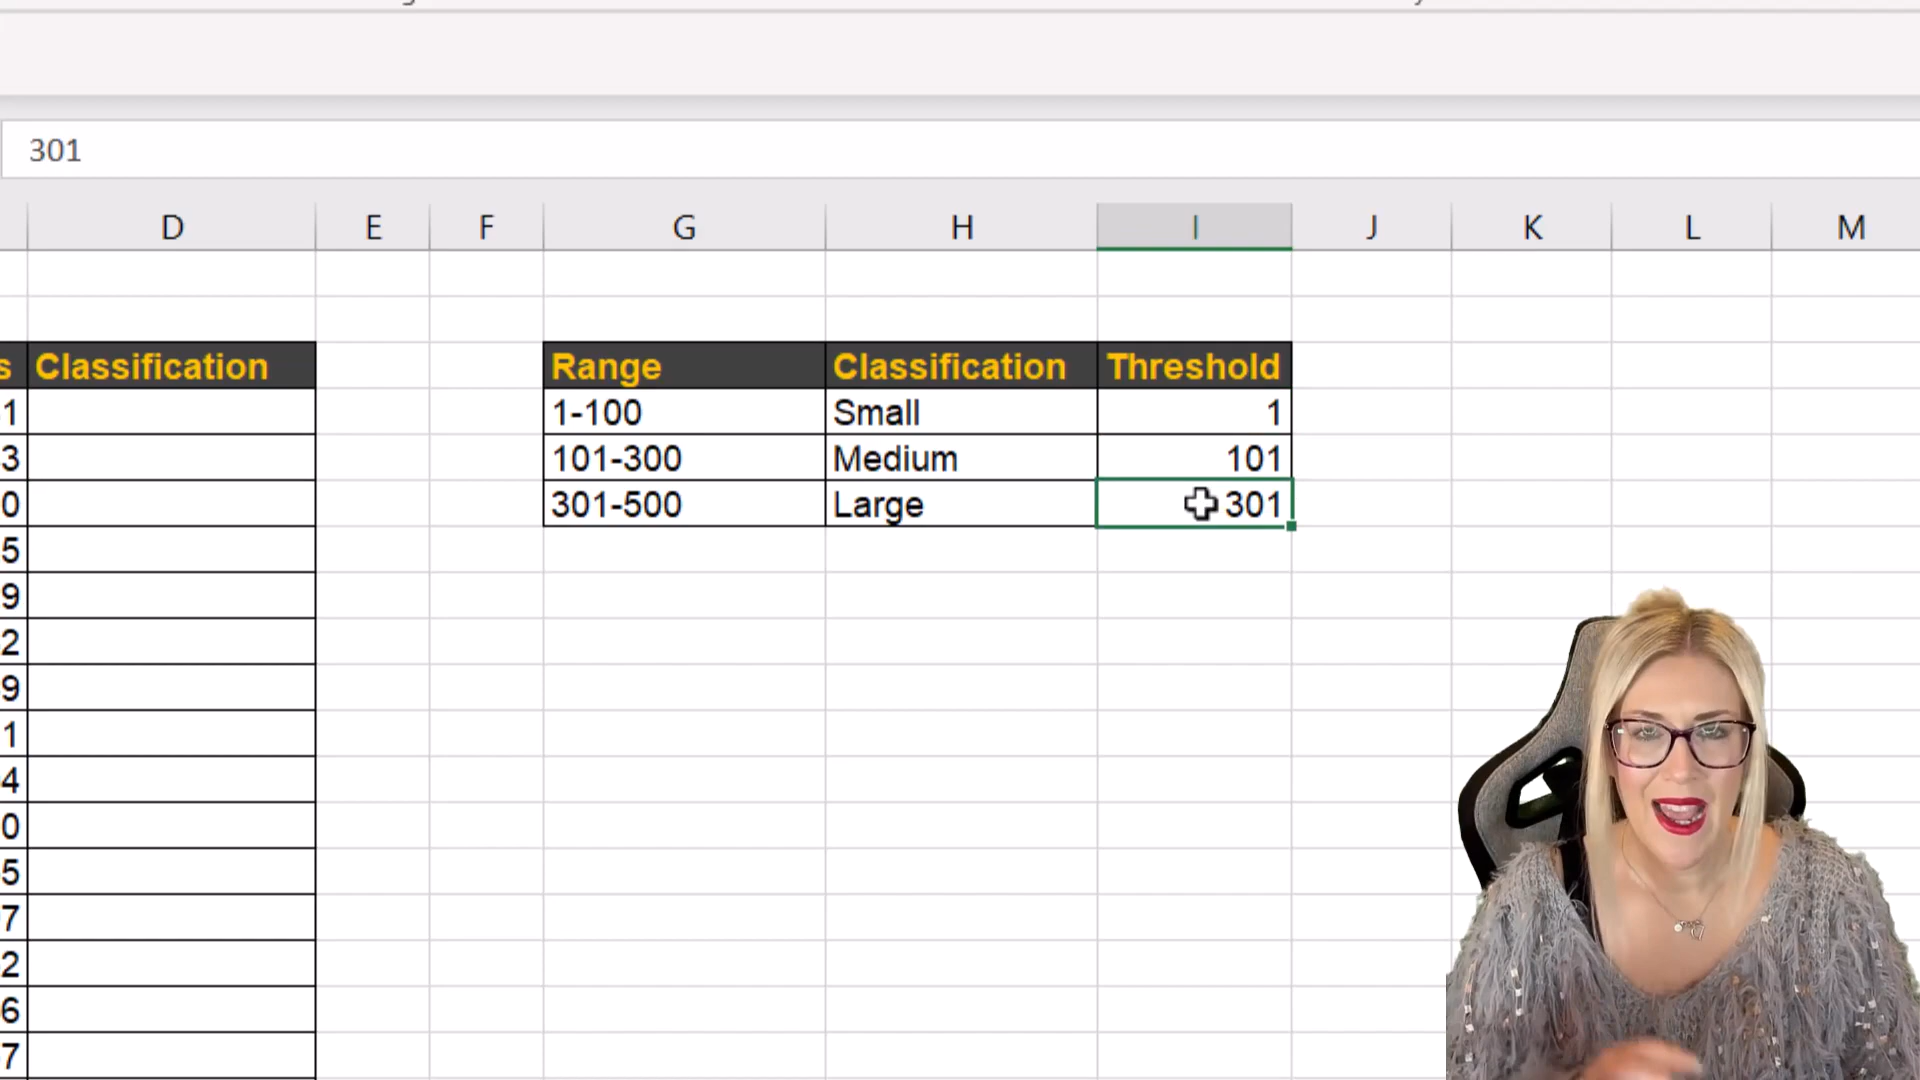 301
D E F G H I J K L M
s Classification Range Classification Threshold
1 1-100 Small 1
3 101-300 Medium 101
0 301-500 Large 301
5
9
2
9
1
4
0
5
7
2
6
7